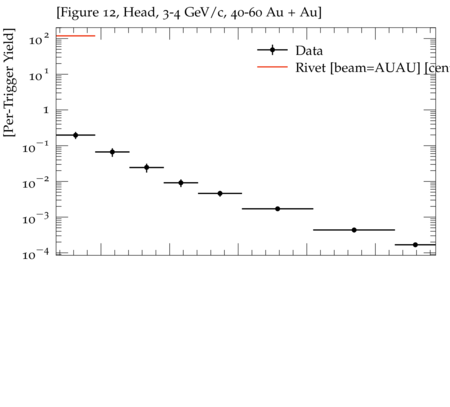 [Figure 12, Head, 3-4 GeV/c, 40-60 Au + Au]
[Per-Trigger Yield]
10²
10¹
1
10⁻¹
10⁻²
10⁻³
10⁻⁴
Data
Rivet [beam=AUAU] [cen